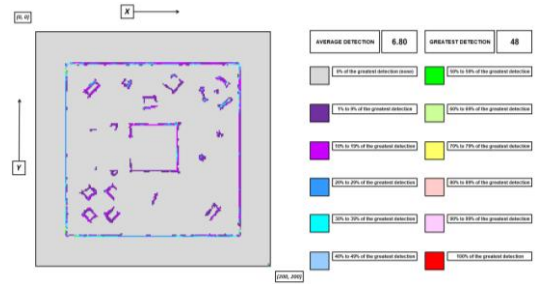 [0, 0]
X
Y
[200, 200]
AVERAGE DETECTION 6.80 GREATEST DETECTION 48
0% of the greatest detection (none)
1% to 9% of the greatest detection
10% to 19% of the greatest detection
20% to 29% of the greatest detection
30% to 39% of the greatest detection
40% to 49% of the greatest detection
50% to 59% of the greatest detection
60% to 69% of the greatest detection
70% to 79% of the greatest detection
80% to 89% of the greatest detection
90% to 99% of the greatest detection
100% of the greatest detection